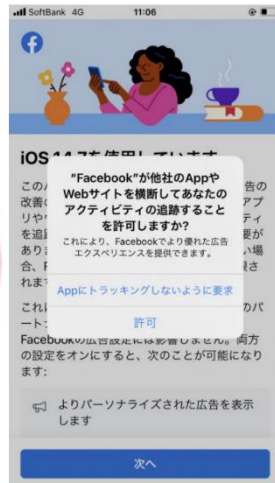 SoftBank 4G 11:06
iOS 14.7を使用しています
"Facebook"が他社のAppや
Webサイトを横断してあなたの
アクティビティの追跡すること
を許可しますか?
これにより、Facebookでより優れた広告
エクスペリエンスを提供できます。
Appにトラッキングしないように要求
許可
Facebookの広告設定には影響しません。両方
の設定をオンにすると、次のことが可能になり
ます:
よりパーソナライズされた広告を表示
します
次へ